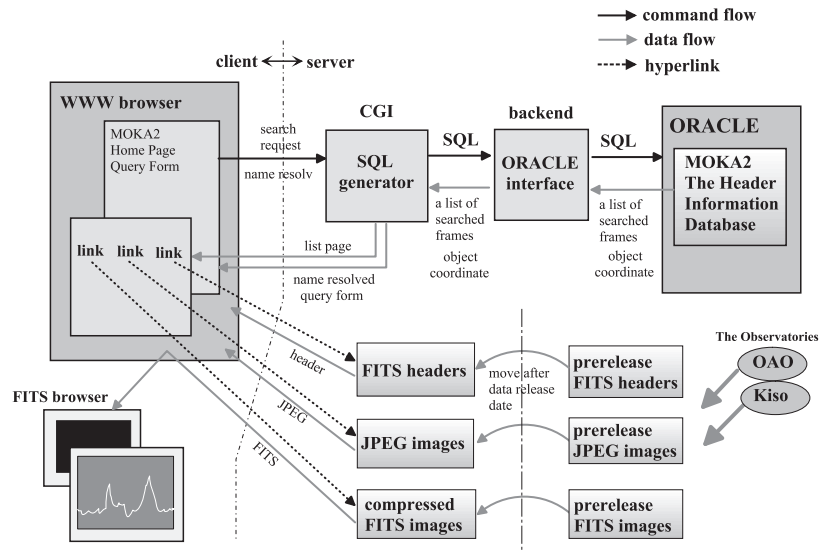 command flow
data flow
hyperlink
client
server
WWW browser
MOKA2
Home Page
Query Form
search
request
name resolv
CGI
SQL
generator
SQL
backend
ORACLE
interface
SQL
ORACLE
MOKA2
The Header
Information
Database
a list of
searched
frames
object
coordinate
a list of
searched
frames
object
coordinate
link link link
list page
name resolved
query form
header
JPEG
FITS
FITS headers
JPEG images
compressed
FITS images
move after
data release
date
prerelease
FITS headers
prerelease
JPEG images
prerelease
FITS images
The Observatories
OAO
Kiso
FITS browser